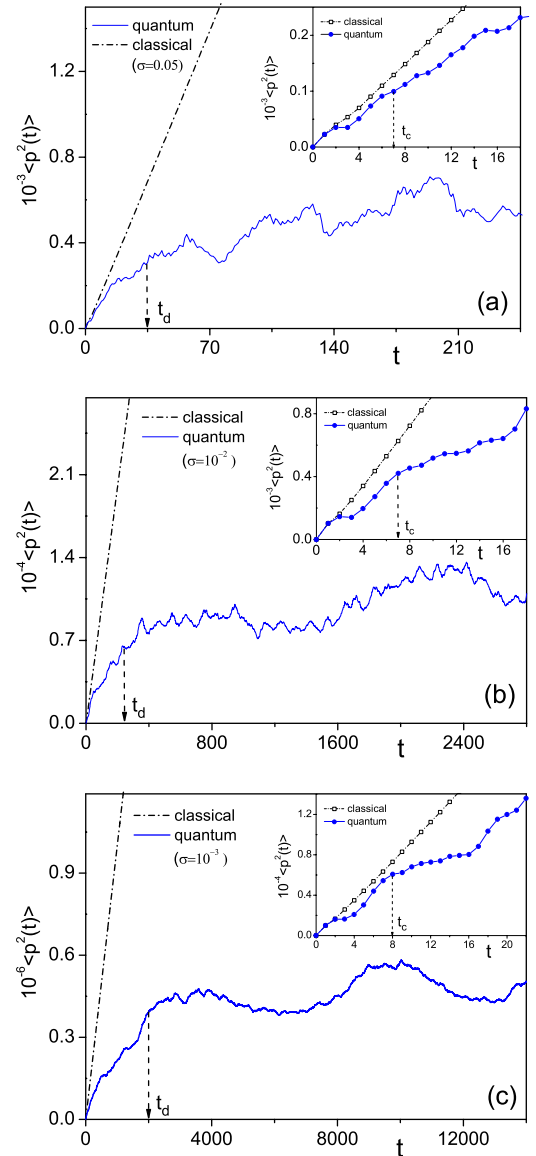 quantum
classical
(σ=0.05)
10⁻³<p²(t)>
1.2
0.8
0.4
0.0
0
70
140
210
t
t_d
(a)
classical
quantum
10⁻³<p²(t)>
0.2
0.1
0.0
0
4
8
12
16
t
t_c
classical
quantum
(σ=10⁻²)
10⁻⁴<p²(t)>
2.1
1.4
0.7
0.0
0
800
1600
2400
t
t_d
(b)
classical
quantum
10⁻³<p²(t)>
0.8
0.4
0.0
0
4
8
12
16
t
t_c
classical
quantum
(σ=10⁻³)
10⁻⁶<p²(t)>
0.9
0.6
0.3
0.0
0
4000
8000
12000
t
t_d
(c)
classical
quantum
10⁻⁴<p²(t)>
1.2
0.8
0.4
0.0
0
4
8
12
16
20
t
t_c